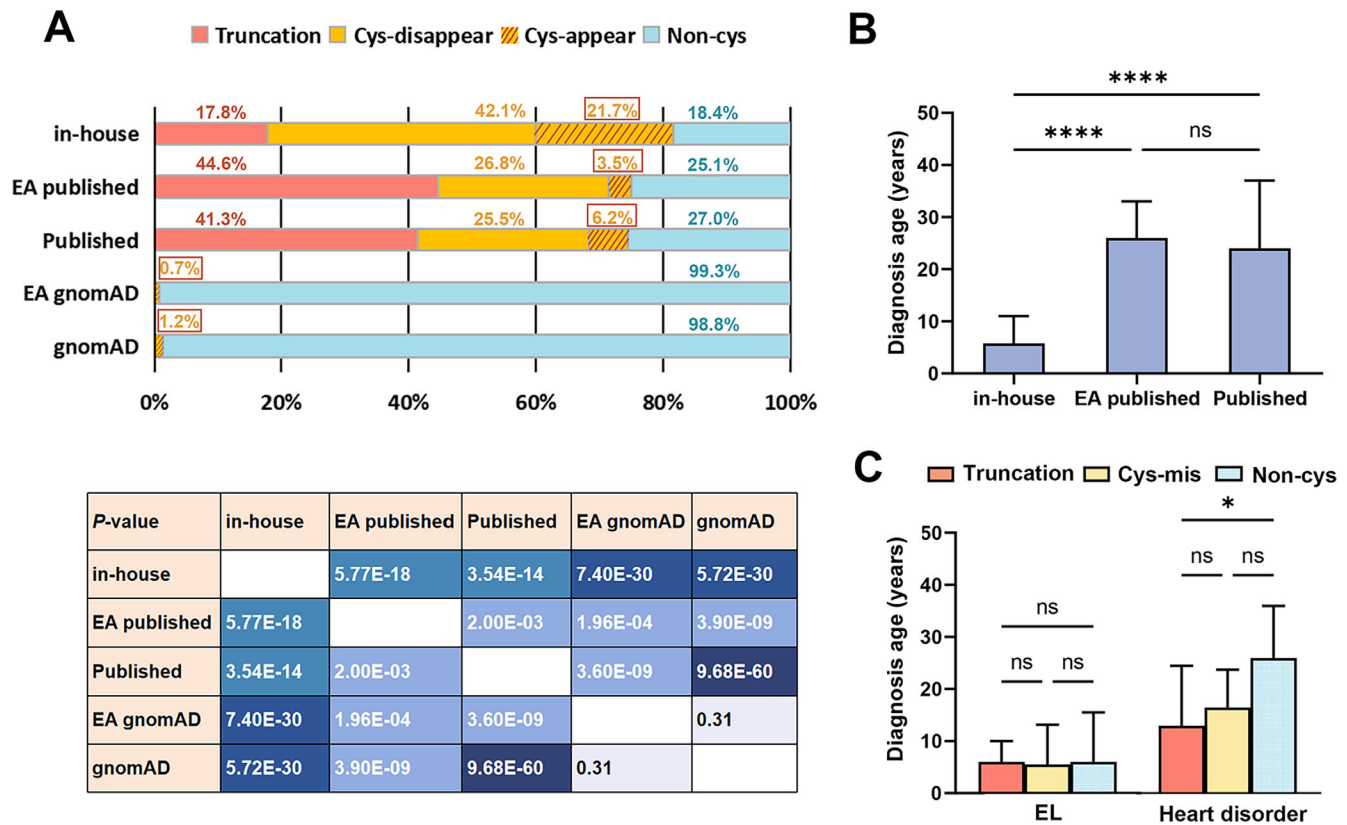 A
Truncation Cys-disappear Cys-appear Non-cys
17.8% 42.1% 21.7% 18.4%
in-house
44.6% 26.8% 3.5% 25.1%
EA published
41.3% 25.5% 6.2% 27.0%
Published
0.7% 99.3%
EA gnomAD
1.2% 98.8%
gnomAD
0% 20% 40% 60% 80% 100%
P-value in-house EA published Published EA gnomAD gnomAD
in-house 5.77E-18 3.54E-14 7.40E-30 5.72E-30
EA published 5.77E-18 2.00E-03 1.96E-04 3.90E-09
Published 3.54E-14 2.00E-03 3.60E-09 9.68E-60
EA gnomAD 7.40E-30 1.96E-04 3.60E-09 0.31
gnomAD 5.72E-30 3.90E-09 9.68E-60 0.31
B
Diagnosis age (years)
****
**** ns
50
40
30
20
10
0
in-house EA published Published
C
Truncation Cys-mis Non-cys
Diagnosis age (years)
*
ns ns
ns
ns ns
50
40
30
20
10
0
EL Heart disorder